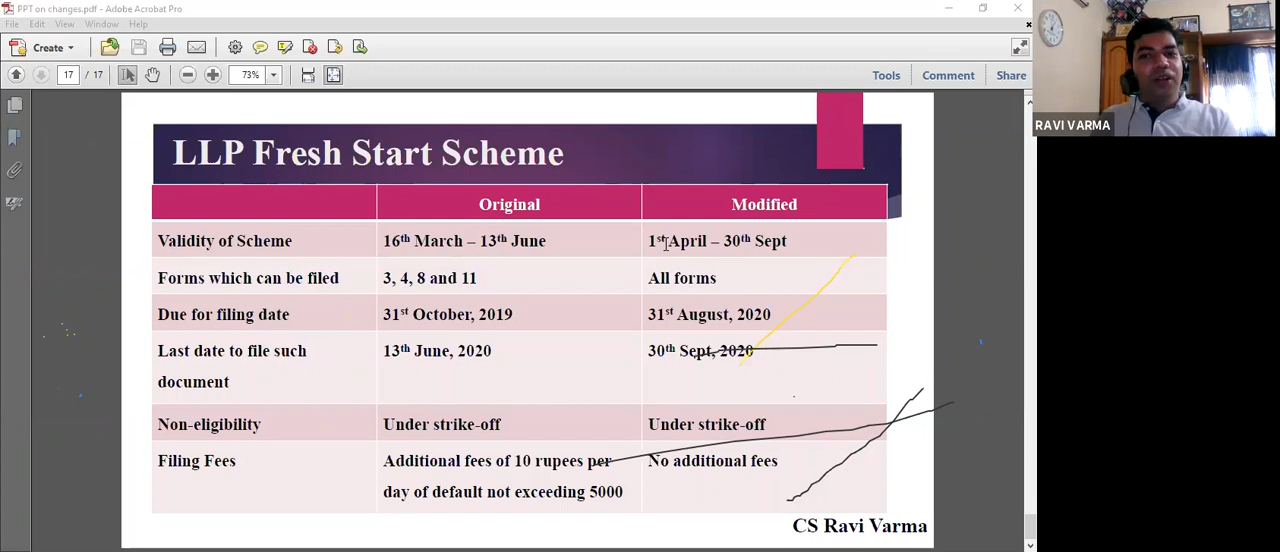 PPT on changes.pdf - Adobe Acrobat Pro
File Edit View Window Help
Create
17 / 17
73%
Tools Comment Share
RAVI VARMA
LLP Fresh Start Scheme
Original Modified
Validity of Scheme 16th March – 13th June 1st April – 30th Sept
Forms which can be filed 3, 4, 8 and 11 All forms
Due for filing date 31st October, 2019 31st August, 2020
Last date to file such 13th June, 2020 30th Sept, 2020
document
Non-eligibility Under strike-off Under strike-off
Filing Fees Additional fees of 10 rupees per No additional fees
day of default not exceeding 5000
CS Ravi Varma